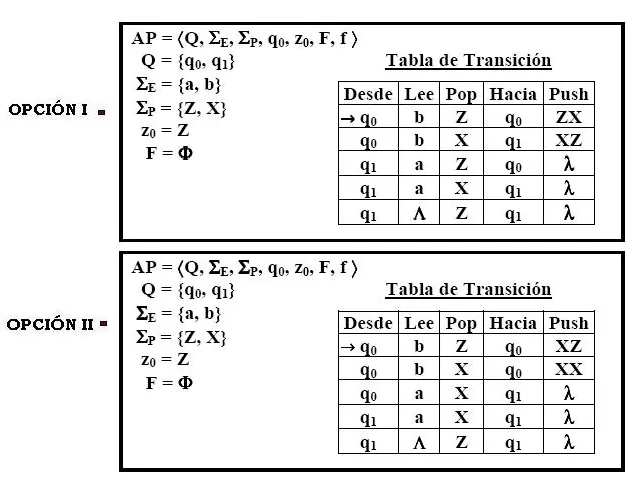 OPCIÓN I
AP = ⟨Q, ΣE, ΣP, q0, z0, F, f ⟩
Q = {q0, q1}
ΣE = {a, b}
ΣP = {Z, X}
z0 = Z
F = Φ
Tabla de Transición
Desde Lee Pop Hacia Push
→ q0 b Z q0 ZX
q0 b X q1 XZ
q1 a Z q0 λ
q1 a X q1 λ
q1 Λ Z q1 λ
OPCIÓN II
AP = ⟨Q, ΣE, ΣP, q0, z0, F, f ⟩
Q = {q0, q1}
ΣE = {a, b}
ΣP = {Z, X}
z0 = Z
F = Φ
Tabla de Transición
Desde Lee Pop Hacia Push
→ q0 b Z q0 XZ
q0 b X q0 XX
q0 a X q1 λ
q1 a X q1 λ
q1 Λ Z q1 λ